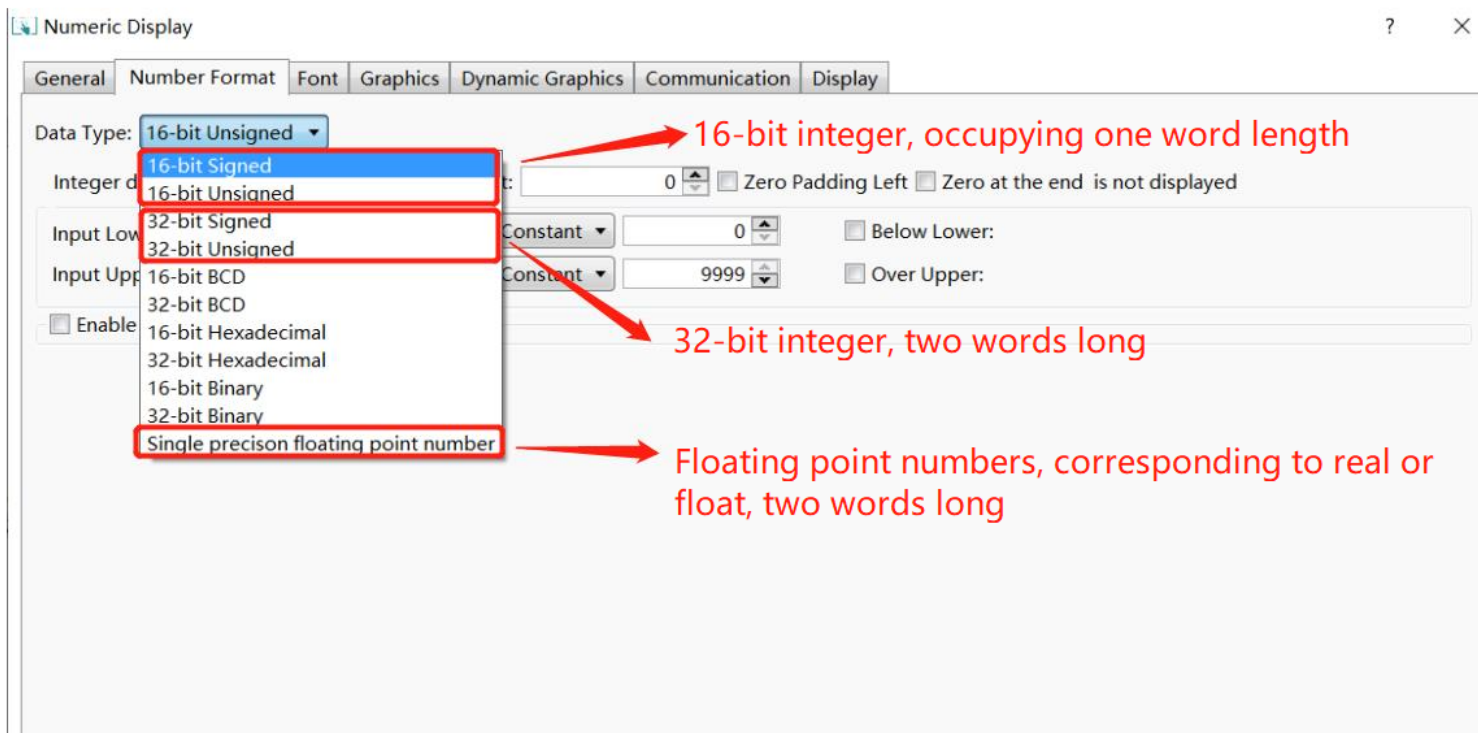 Numeric Display ?
General Number Format Font Graphics Dynamic Graphics Communication Display
Data Type: 16-bit Unsigned
16-bit integer, occupying one word length
16-bit Signed
Integer d t: 0 Zero Padding Left Zero at the end is not displayed
16-bit Unsigned
32-bit Signed
Input Low Constant 0 Below Lower:
32-bit Unsigned
Input Upp Constant 9999 Over Upper:
16-bit BCD
32-bit BCD
Enable
16-bit Hexadecimal
32-bit integer, two words long
32-bit Hexadecimal
16-bit Binary
32-bit Binary
Single precison floating point number
Floating point numbers, corresponding to real or
float, two words long